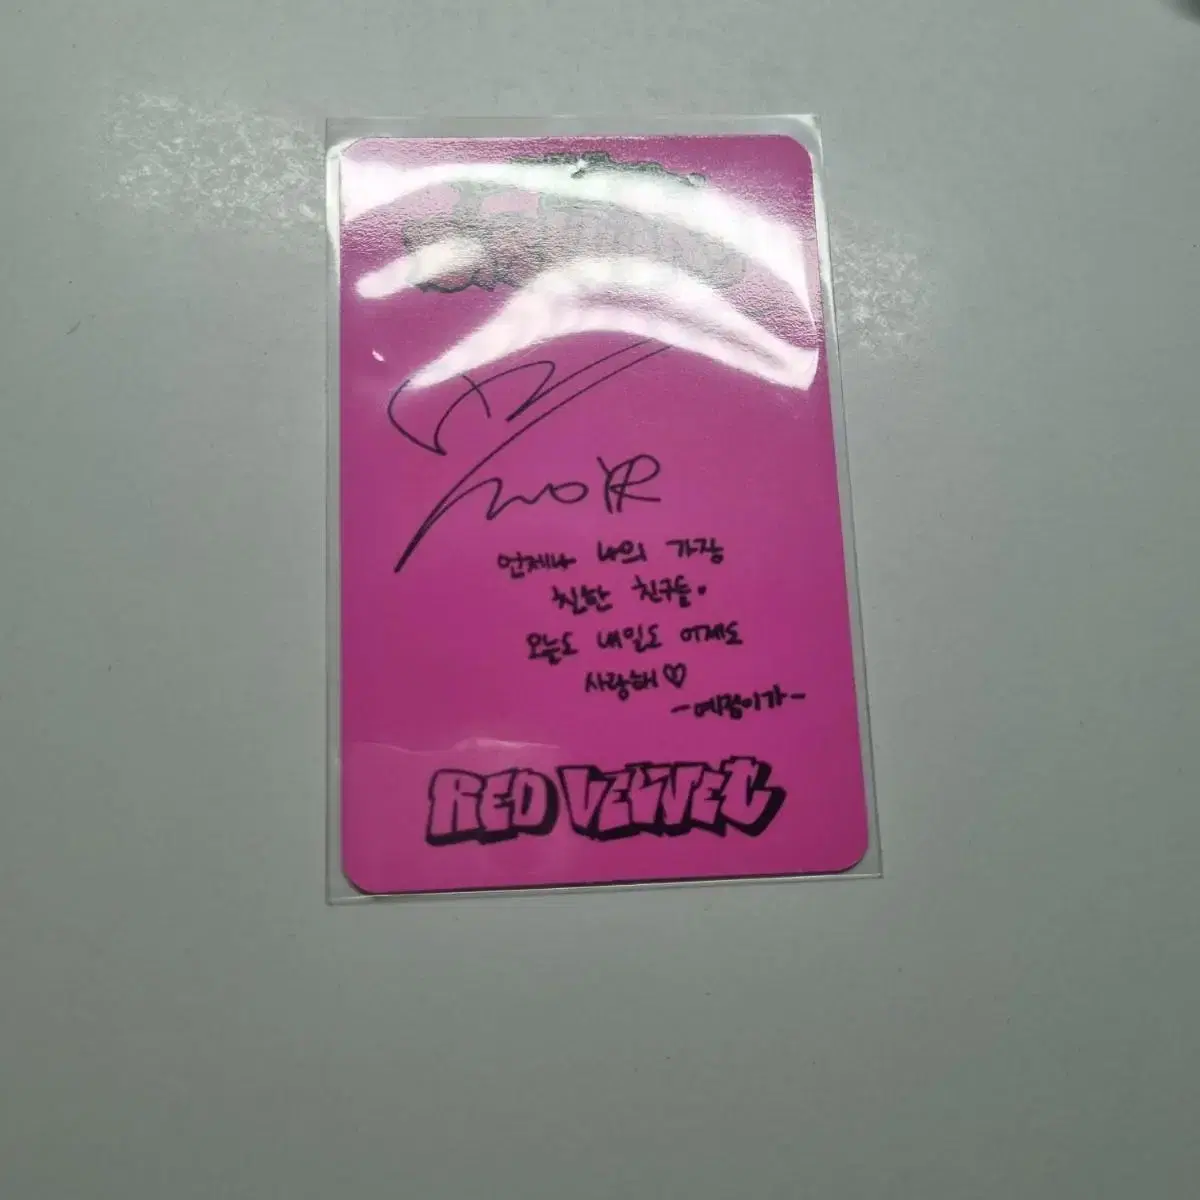 언제나 나의 가장
친한 친구들.
오늘도 내일도 어제도
사랑해♡
-예림이가-
RED VELVET